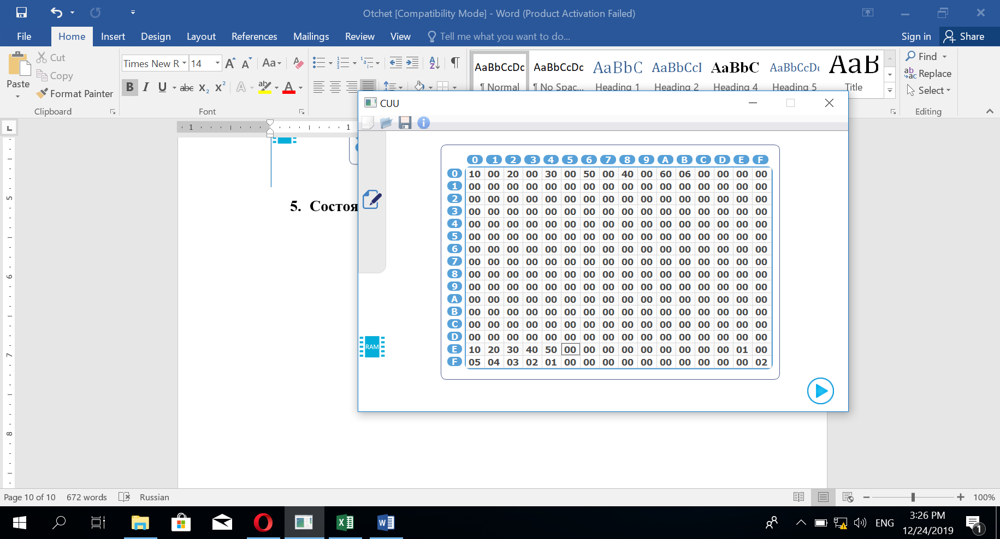 Otchet [Compatibility Mode] - Word (Product Activation Failed)
File Home Insert Design Layout References Mailings Review View Tell me what you want to do... Sign in Share
Paste
Cut
Copy
Format Painter
Clipboard
Times New R 14
Font
AaBbCcDc AaBbCcDc AaBbC AaBbCcI AaBbC AaBbCcDc AaB
¶ Normal ¶ No Spac... Heading 1 Heading 2 Heading 4 Heading 5 Title
Find
Replace
Select
Editing
1 1
5. Состоя
CUU
0 1 2 3 4 5 6 7 8 9 A B C D E F
0 10 00 20 00 30 00 50 00 40 00 60 06 00 00 00 00
1 00 00 00 00 00 00 00 00 00 00 00 00 00 00 00 00
2 00 00 00 00 00 00 00 00 00 00 00 00 00 00 00 00
3 00 00 00 00 00 00 00 00 00 00 00 00 00 00 00 00
4 00 00 00 00 00 00 00 00 00 00 00 00 00 00 00 00
5 00 00 00 00 00 00 00 00 00 00 00 00 00 00 00 00
6 00 00 00 00 00 00 00 00 00 00 00 00 00 00 00 00
7 00 00 00 00 00 00 00 00 00 00 00 00 00 00 00 00
8 00 00 00 00 00 00 00 00 00 00 00 00 00 00 00 00
9 00 00 00 00 00 00 00 00 00 00 00 00 00 00 00 00
A 00 00 00 00 00 00 00 00 00 00 00 00 00 00 00 00
B 00 00 00 00 00 00 00 00 00 00 00 00 00 00 00 00
C 00 00 00 00 00 00 00 00 00 00 00 00 00 00 00 00
D 00 00 00 00 00 00 00 00 00 00 00 00 00 00 00 00
E 10 20 30 40 50 00 00 00 00 00 00 00 00 00 01 00
F 05 04 03 02 01 00 00 00 00 00 00 00 00 00 00 02
RAM
5
6
7
8
Page 10 of 10 672 words Russian 100%
ENG
3:26 PM
12/24/2019
1